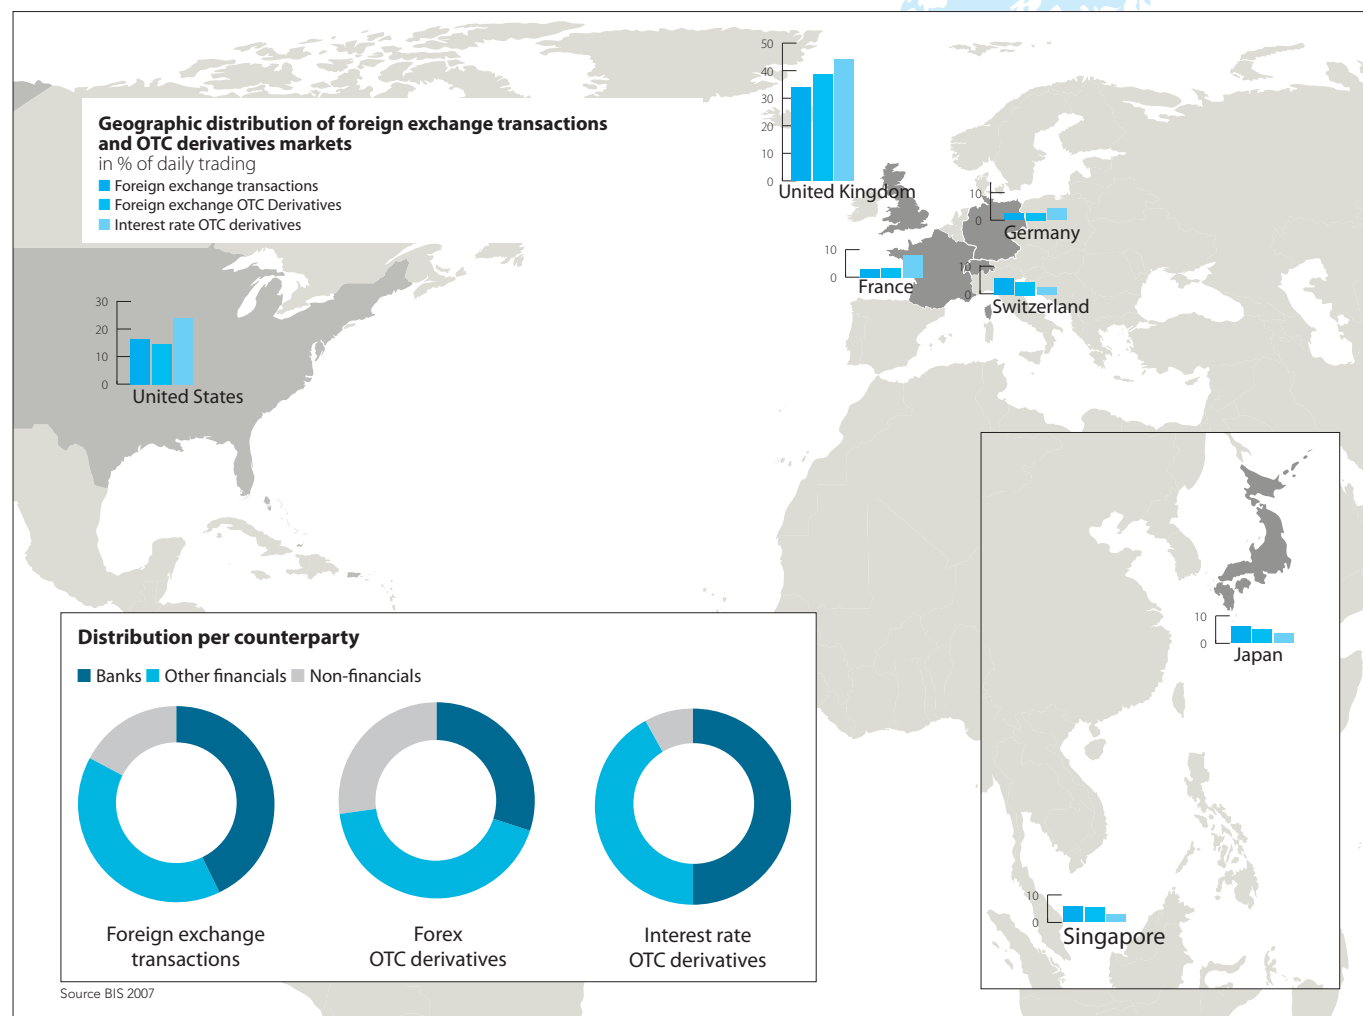 Geographic distribution of foreign exchange transactions
and OTC derivatives markets
in % of daily trading
Foreign exchange transactions
Foreign exchange OTC Derivatives
Interest rate OTC derivatives
50
40
30
20
10
0
United Kingdom
10
0
Germany
10
0
France
10
0
Switzerland
30
20
10
0
United States
10
0
Japan
10
0
Singapore
Distribution per counterparty
Banks Other financials Non-financials
Foreign exchange
transactions
Forex
OTC derivatives
Interest rate
OTC derivatives
Source BIS 2007